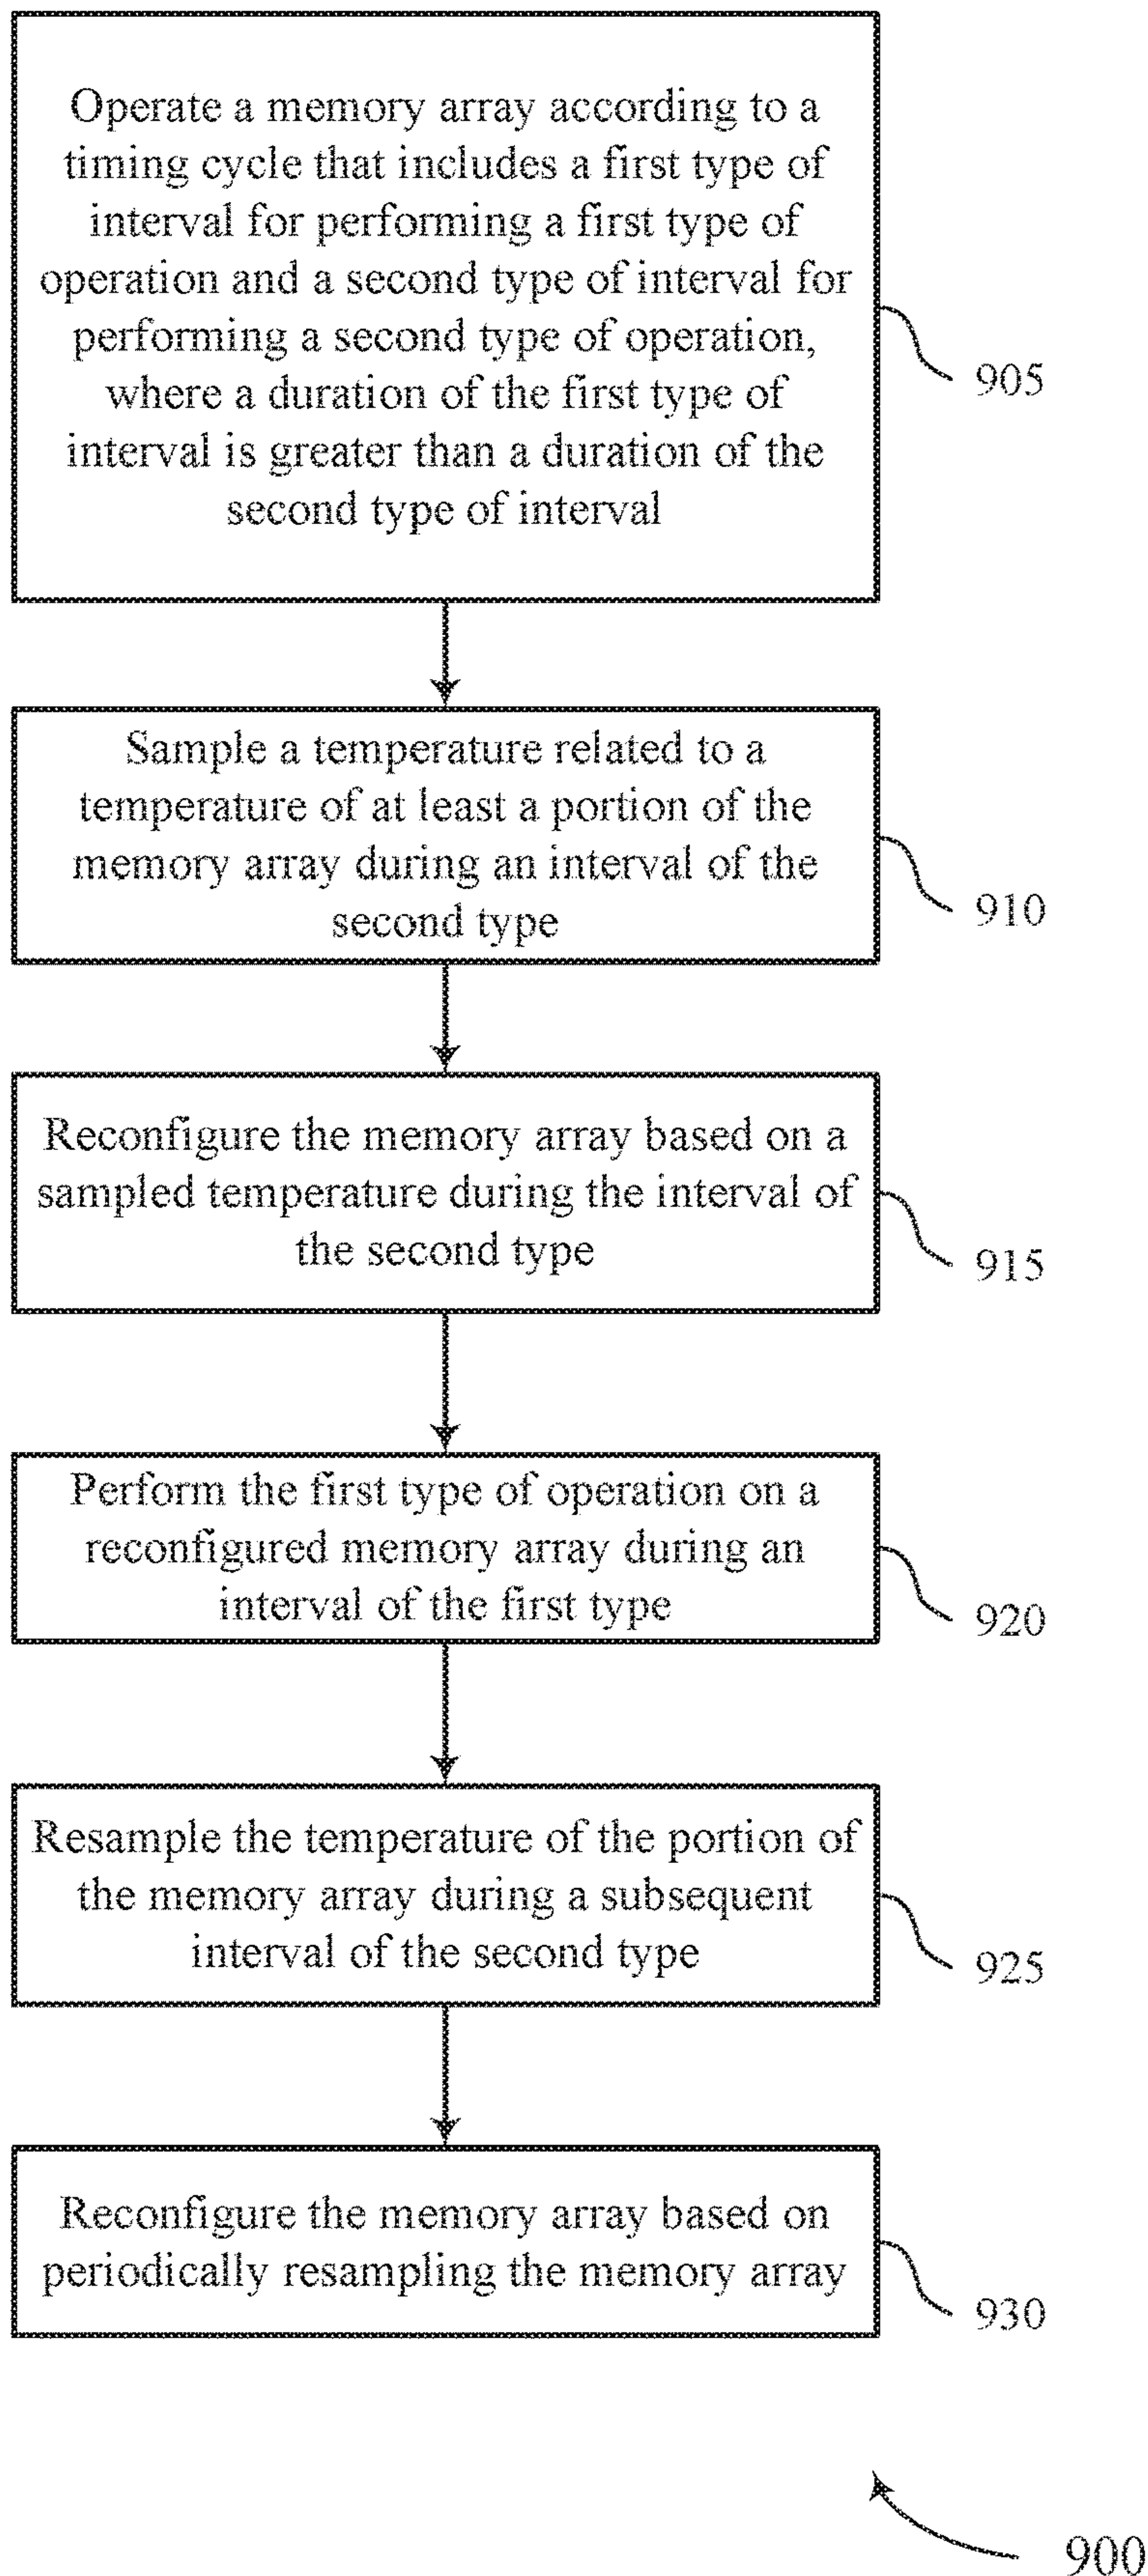 Operate a memory array according to a
timing cycle that includes a first type of
interval for performing a first type of
operation and a second type of interval for
performing a second type of operation,
where a duration of the first type of
interval is greater than a duration of the
second type of interval
905
Sample a temperature related to a
temperature of at least a portion of the
memory array during an interval of the
second type
910
Reconfigure the memory array based on a
sampled temperature during the interval of
the second type
915
Perform the first type of operation on a
reconfigured memory array during an
interval of the first type
920
Resample the temperature of the portion of
the memory array during a subsequent
interval of the second type
925
Reconfigure the memory array based on
periodically resampling the memory array
930
900